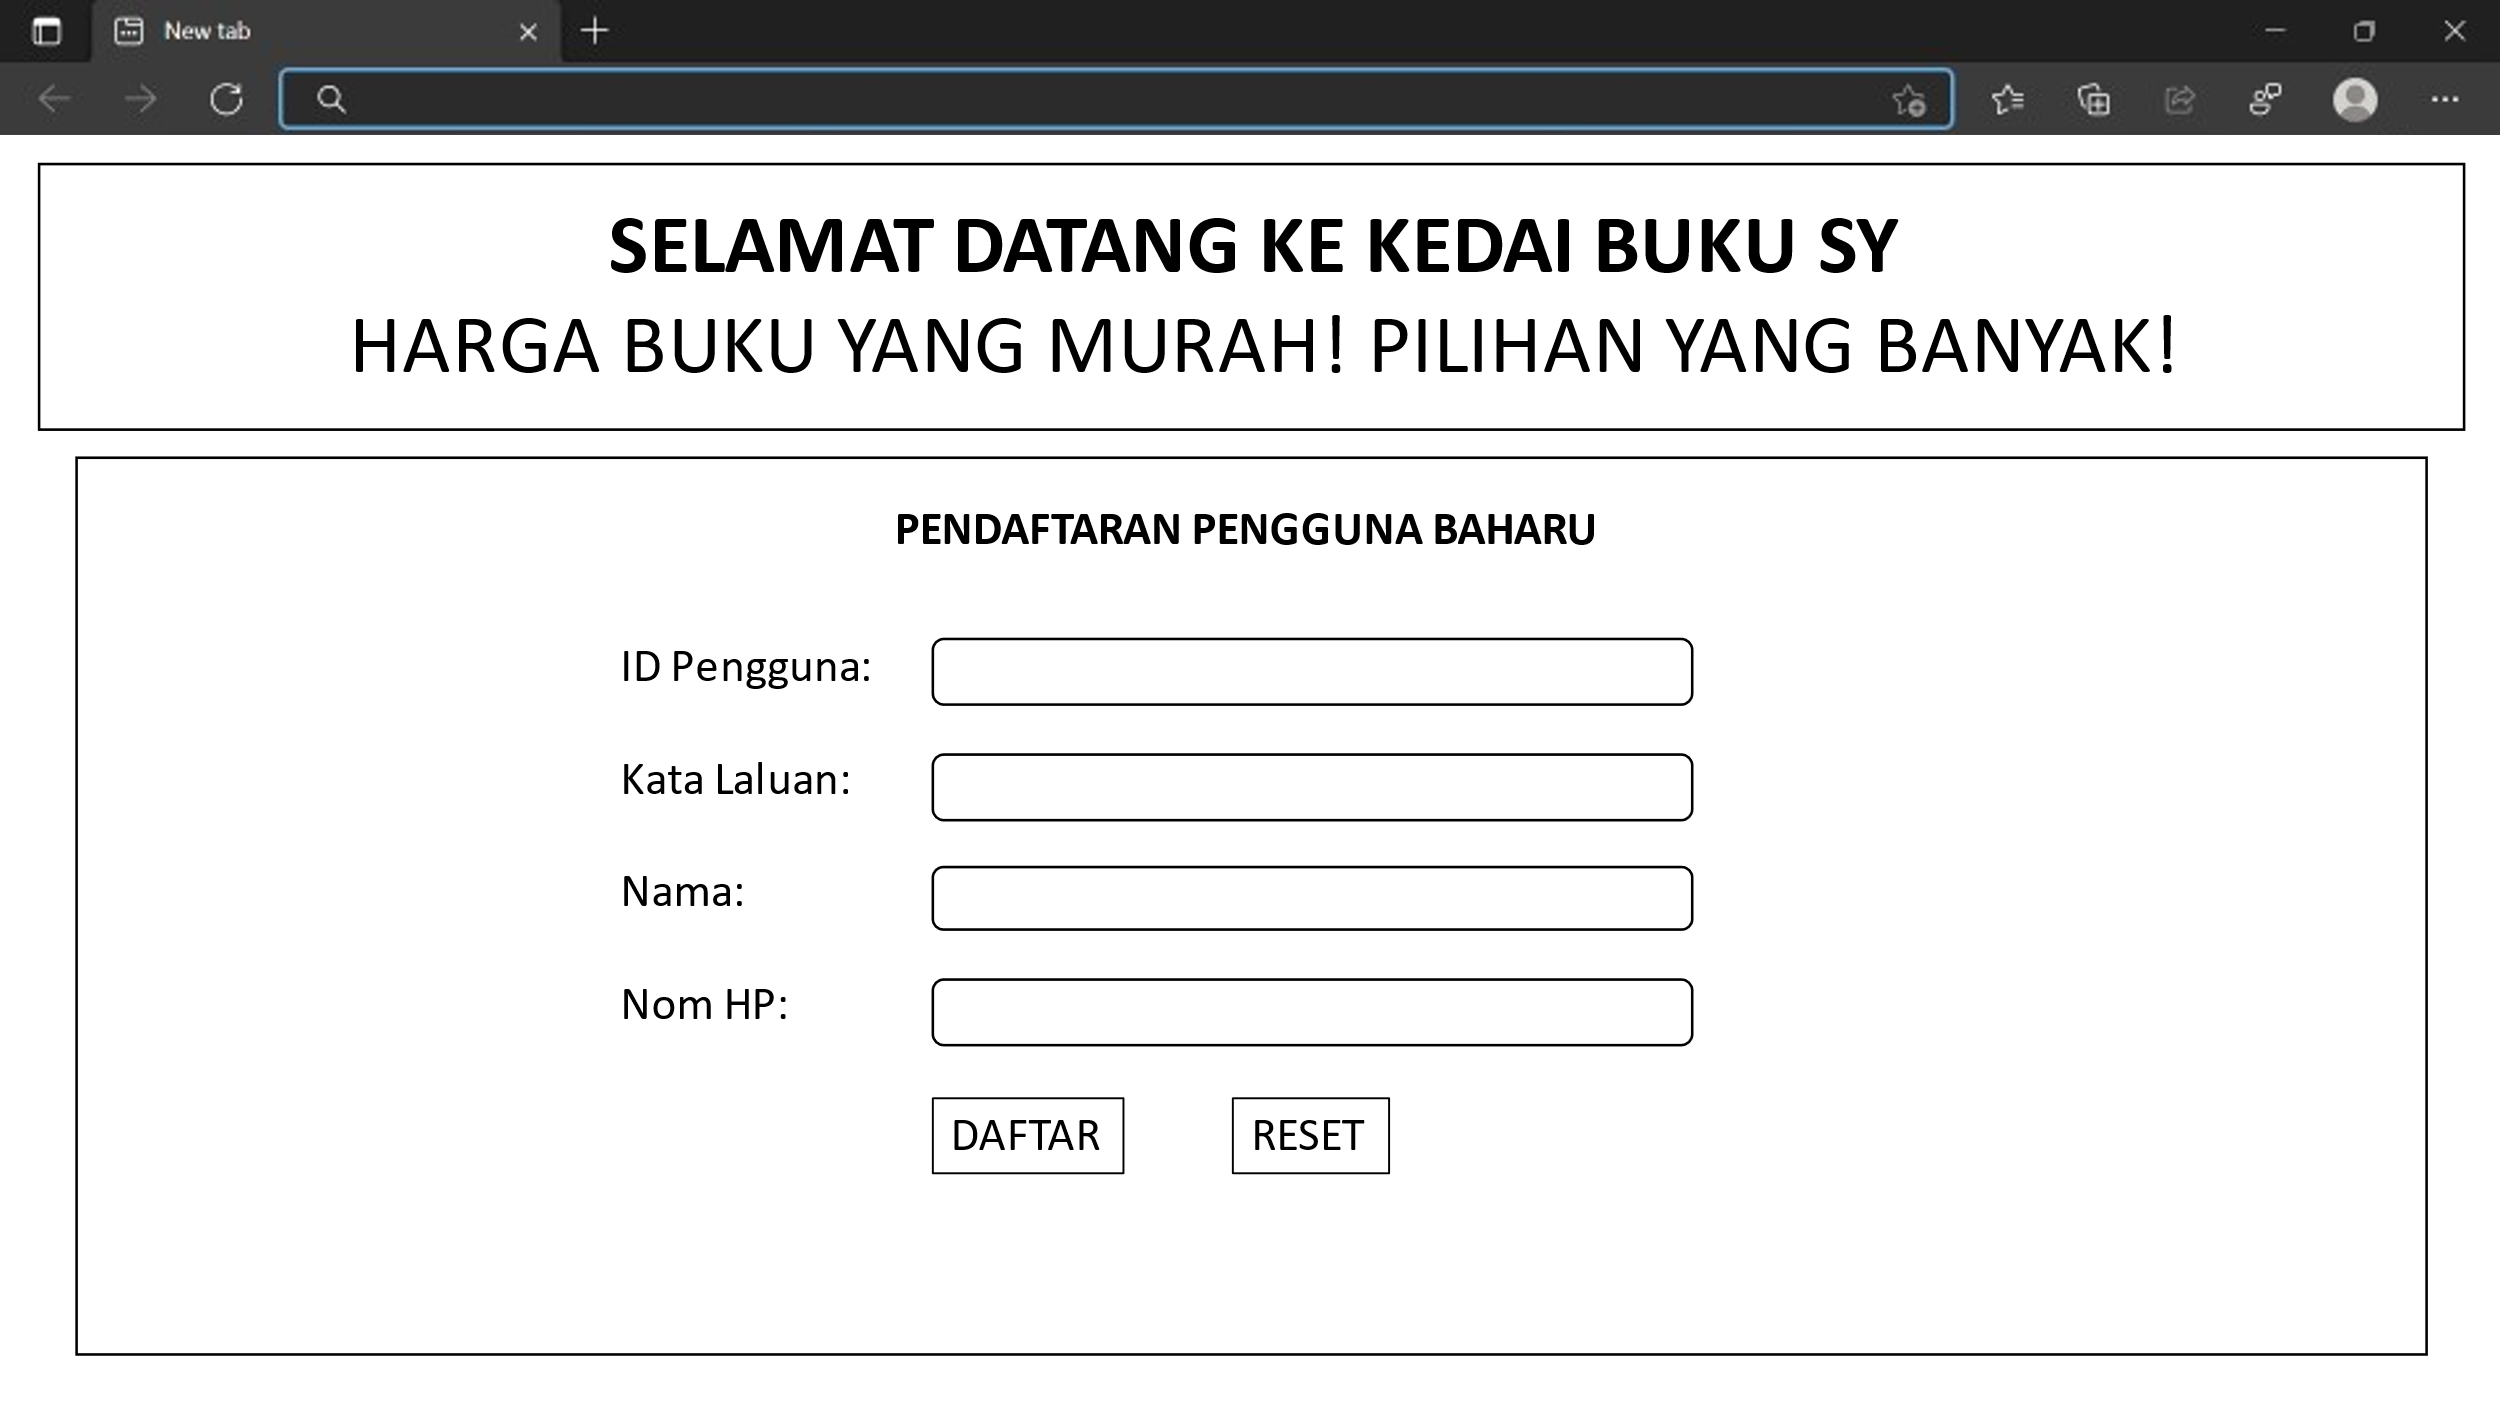 New tab
SELAMAT DATANG KE KEDAI BUKU SY
HARGA BUKU YANG MURAH! PILIHAN YANG BANYAK!
PENDAFTARAN PENGGUNA BAHARU
ID Pengguna:
Kata Laluan:
Nama:
Nom HP:
DAFTAR RESET